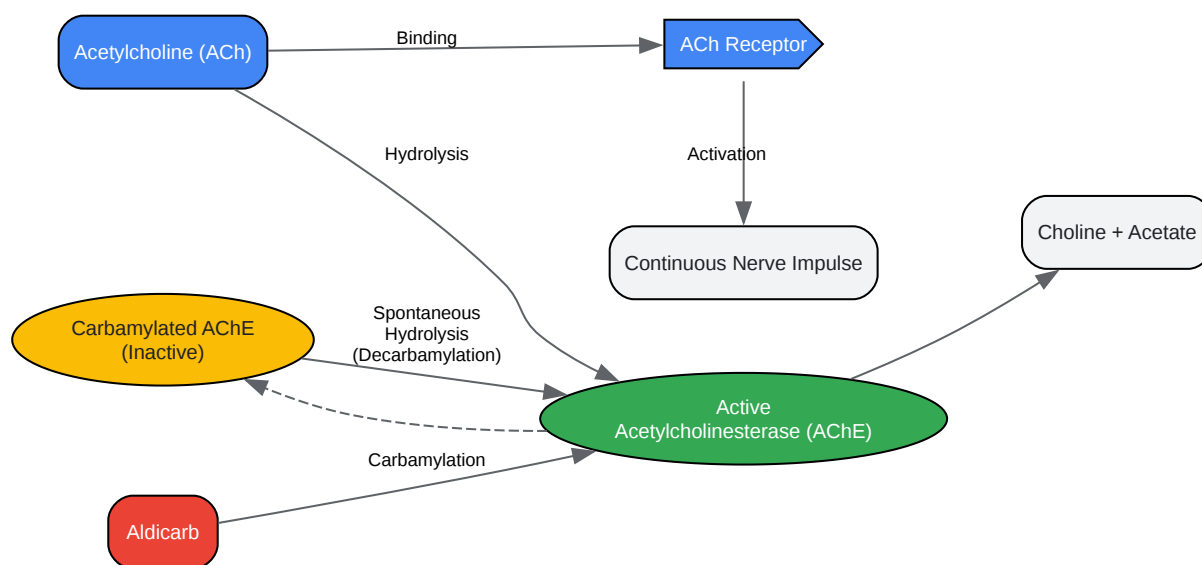 Acetylcholine (ACh)
Binding
ACh Receptor
Hydrolysis
Activation
Choline + Acetate
Continuous Nerve Impulse
Carbamylated AChE
(Inactive)
Spontaneous
Hydrolysis
(Decarbamylation)
Active
Acetylcholinesterase (AChE)
Carbamylation
Aldicarb